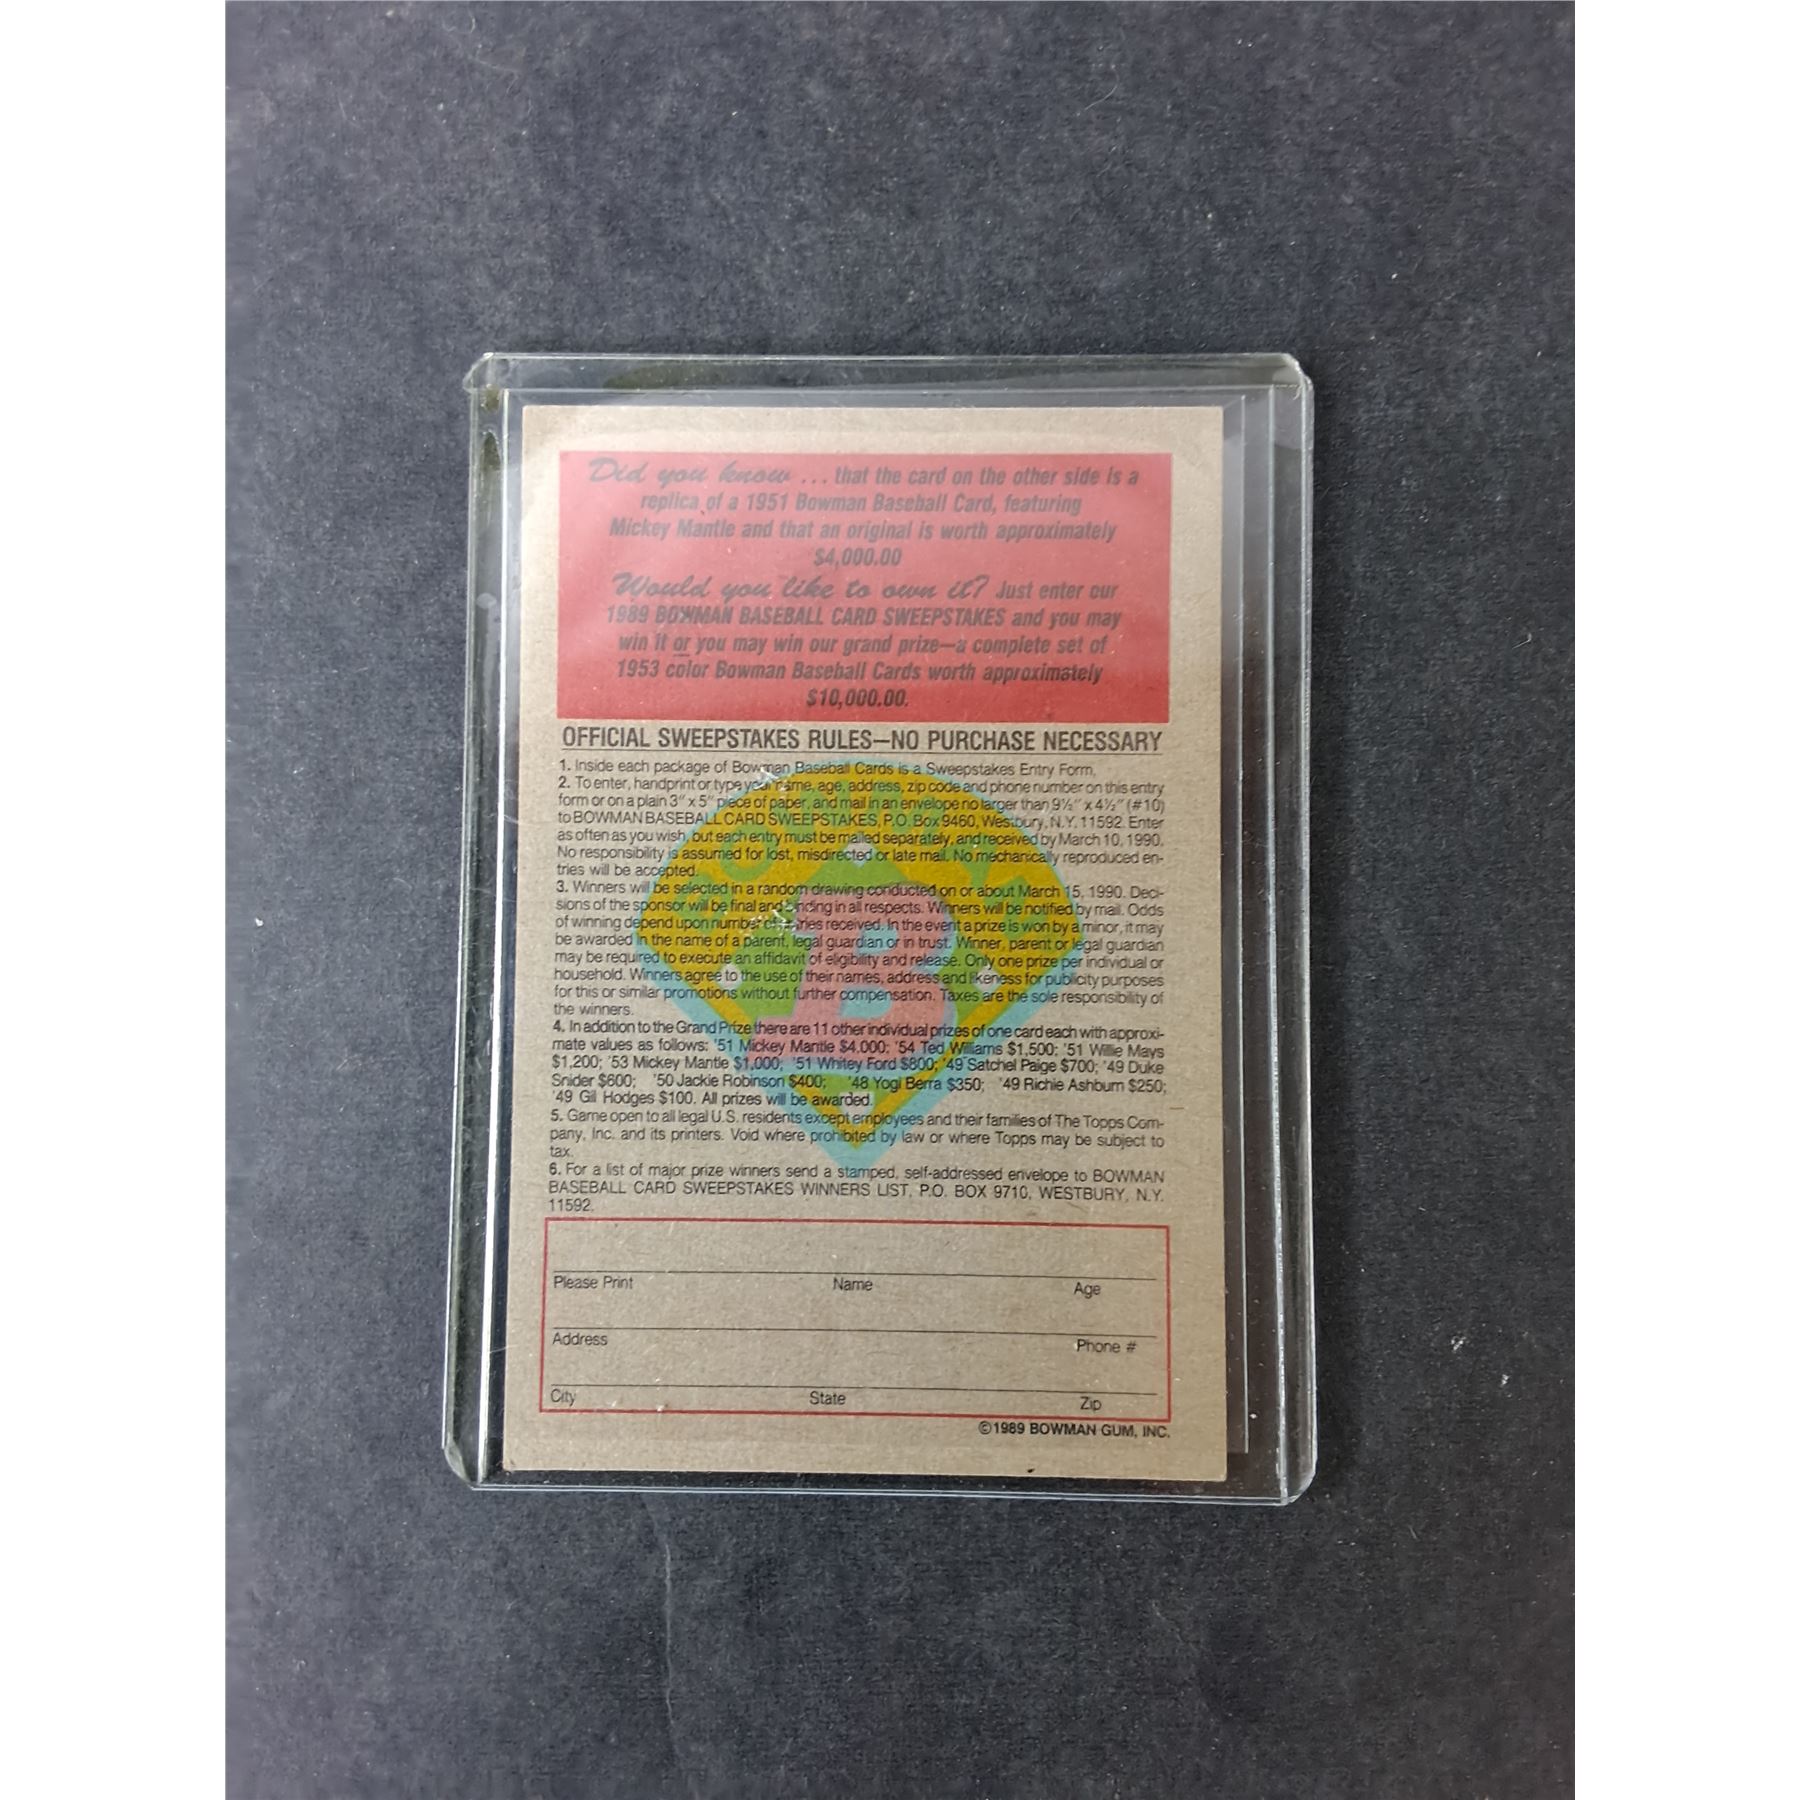 Did you know ... that the card on the other side is a
replica of a 1951 Bowman Baseball Card, featuring
Mickey Mantle and that an original is worth approximately
$4,000.00
Would you like to own it? Just enter our
1989 BOWMAN BASEBALL CARD SWEEPSTAKES and you may
win it or you may win our grand prize—a complete set of
1953 color Bowman Baseball Cards worth approximately
$10,000.00.
OFFICIAL SWEEPSTAKES RULES—NO PURCHASE NECESSARY
1. Inside each package of Bowman Baseball Cards is a Sweepstakes Entry Form.
2. To enter, handprint or type your name, age, address, zip code and phone number on this entry
form or on a plain 3" x 5" piece of paper, and mail in an envelope no larger than 9½" x 4½" (#10)
to BOWMAN BASEBALL CARD SWEEPSTAKES, P.O. Box 9460, Westbury, N.Y. 11592. Enter
as often as you wish, but each entry must be mailed separately, and received by March 10, 1990.
No responsibility is assumed for lost, misdirected or late mail. No mechanically reproduced en-
tries will be accepted.
3. Winners will be selected in a random drawing conducted on or about March 15, 1990. Deci-
sions of the sponsor will be final and binding in all respects. Winners will be notified by mail. Odds
of winning depend upon number of entries received. In the event a prize is won by a minor, it may
be awarded in the name of a parent, legal guardian or in trust. Winner, parent or legal guardian
may be required to execute an affidavit of eligibility and release. Only one prize per individual or
household. Winners agree to the use of their names, address and likeness for publicity purposes
for this or similar promotions without further compensation. Taxes are the sole responsibility of
the winners.
4. In addition to the Grand Prize there are 11 other individual prizes of one card each with approxi-
mate values as follows: '51 Mickey Mantle $4,000; '54 Ted Williams $1,500; '51 Willie Mays
$1,200; '53 Mickey Mantle $1,000; '51 Whitey Ford $800; '49 Satchel Paige $700; '49 Duke
Snider $600; '50 Jackie Robinson $400; '48 Yogi Berra $350; '49 Richie Ashburn $250;
'49 Gil Hodges $100. All prizes will be awarded.
5. Game open to all legal U.S. residents except employees and their families of The Topps Com-
pany, Inc. and its printers. Void where prohibited by law or where Topps may be subject to
tax.
6. For a list of major prize winners send a stamped, self-addressed envelope to BOWMAN
BASEBALL CARD SWEEPSTAKES WINNERS LIST, P.O. BOX 9710, WESTBURY, N.Y.
11592.
Please Print Name Age
Address Phone #
City State Zip
©1989 BOWMAN GUM, INC.
B